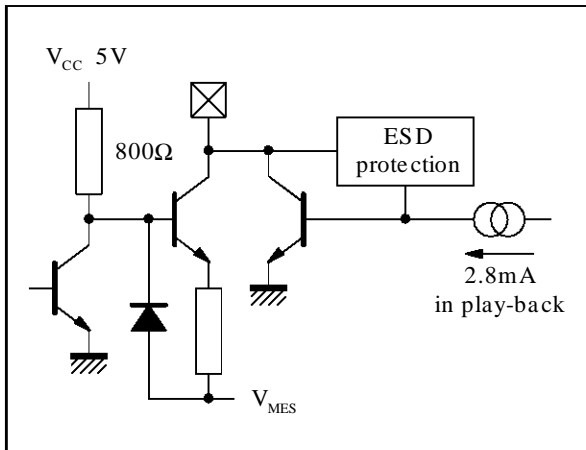 V_CC 5V
800Ω
ESD
protection
2.8mA
in play-back
V_MES